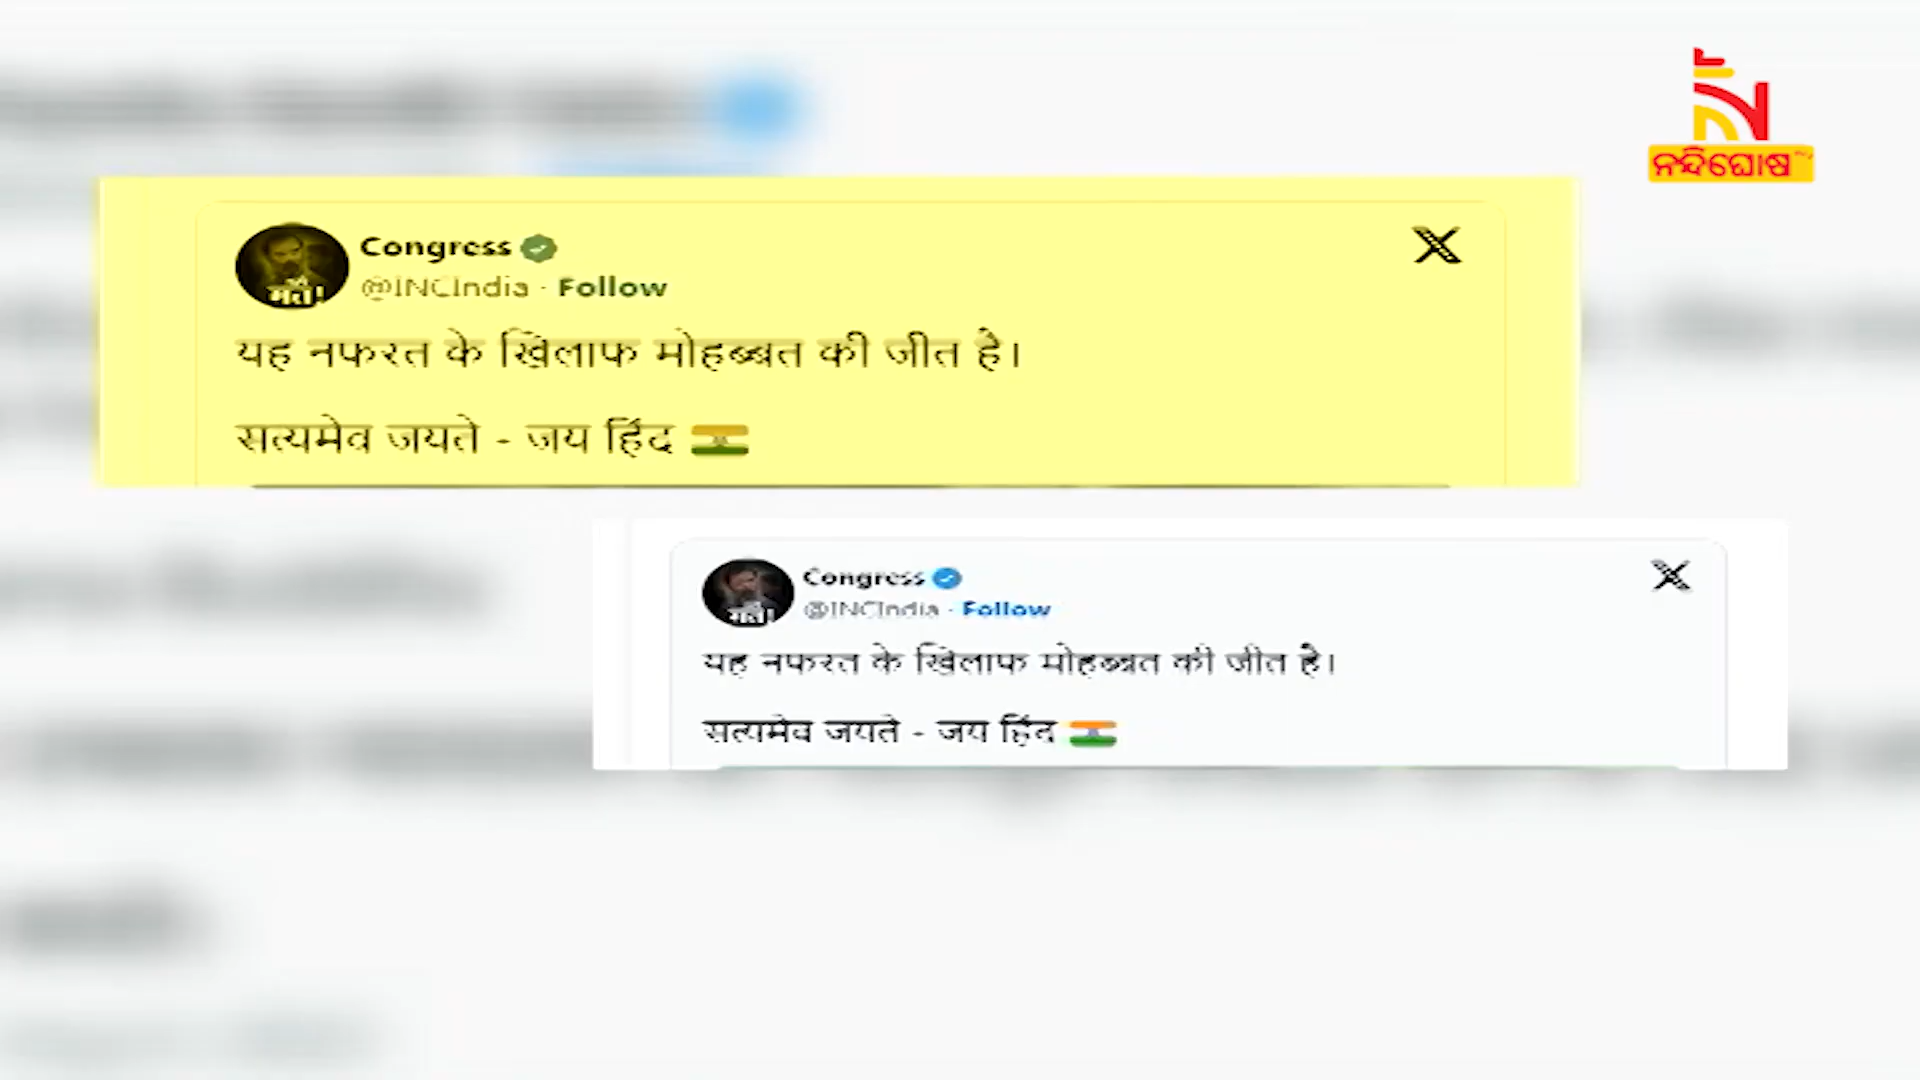 ନନ୍ଦିଘୋଷ
Congress
@INCIndia · Follow
यह नफरत के खिलाफ मोहब्बत की जीत है।
सत्यमेव जयते - जय हिंद
Congress
@INCIndia · Follow
यह नफरत के खिलाफ मोहब्बत की जीत है।
सत्यमेव जयते - जय हिंद